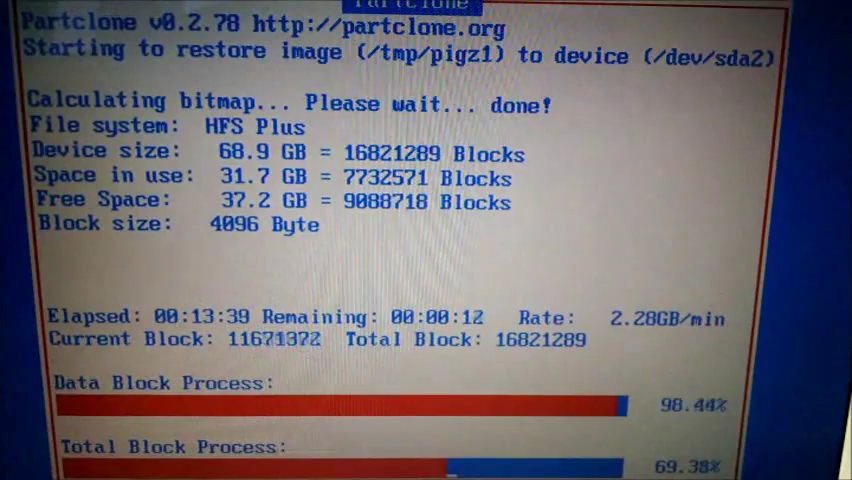 Partclone
Partclone v0.2.78 http://partclone.org
Starting to restore image (/tmp/pigz1) to device (/dev/sda2)
Calculating bitmap... Please wait... done!
File system: HFS Plus
Device size: 68.9 GB = 16821289 Blocks
Space in use: 31.7 GB = 7732571 Blocks
Free Space: 37.2 GB = 9088718 Blocks
Block size: 4096 Byte
Elapsed: 00:13:39 Remaining: 00:00:12 Rate: 2.28GB/min
Current Block: 11671372 Total Block: 16821289
Data Block Process:
98.44%
Total Block Process:
69.38%